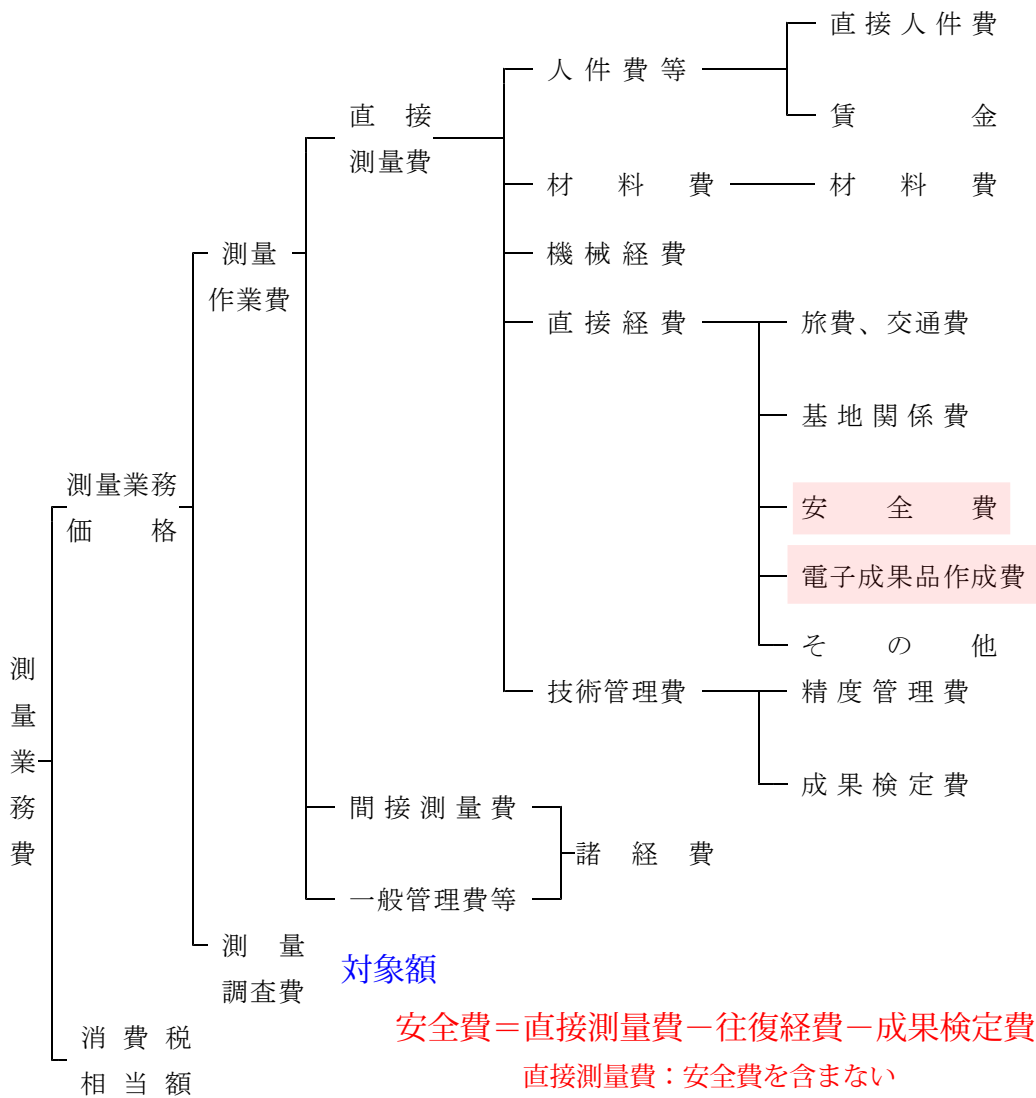 測量業務費
測量業務
価格
消費税
相当額
測量
作業費
測量
調査費
直接
測量費
間接測量費
一般管理費等
諸経費
人件費等
直接人件費
賃金
材料費
材料費
機械経費
直接経費
旅費、交通費
基地関係費
安全費
電子成果品作成費
その他
技術管理費
精度管理費
成果検定費
対象額
安全費＝直接測量費－往復経費－成果検定費
直接測量費：安全費を含まない